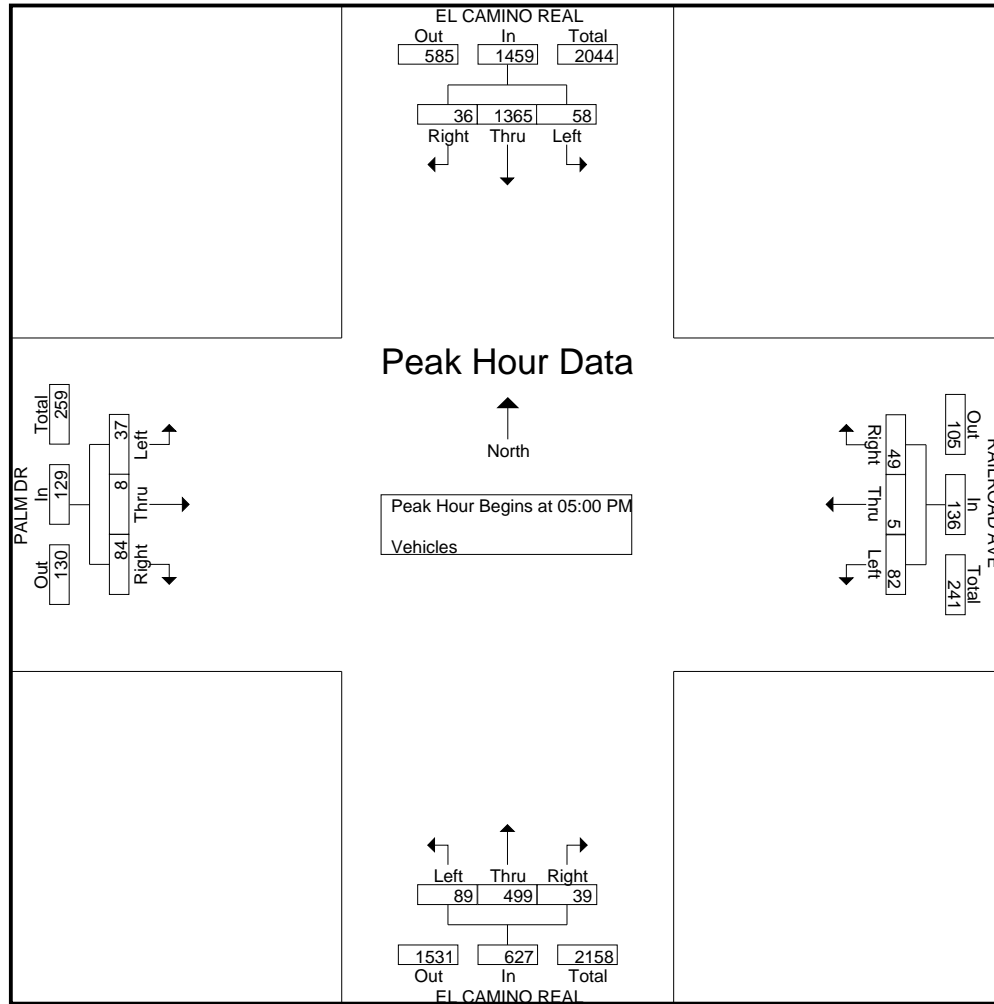 EL CAMINO REAL
Out In Total
585 1459 2044
36 1365 58
Right Thru Left
Peak Hour Data
North
Peak Hour Begins at 05:00 PM
Vehicles
PALM DR
Out In Total
130 129 259
37 8 84
Left Thru Right
RAILROAD AVE
Out In Total
105 136 241
49 5 82
Right Thru Left
Left Thru Right
89 499 39
1531 627 2158
Out In Total
EL CAMINO REAL